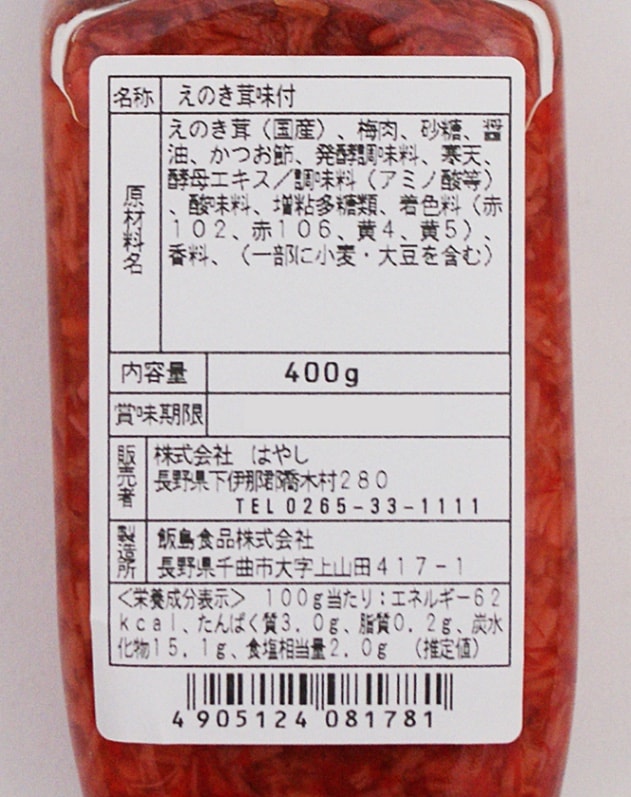 名称 えのき茸味付
原材料名
えのき茸（国産）、梅肉、砂糖、醤
油、かつお節、発酵調味料、寒天、
酵母エキス／調味料（アミノ酸等）
、酸味料、増粘多糖類、着色料（赤
１０２、赤１０６、黄４、黄５）、
香料、（一部に小麦・大豆を含む）
内容量 400g
賞味期限
販売者
株式会社 はやし
長野県下伊那郡喬木村２８０
TEL 0265-33-1111
製造所
飯島食品株式会社
長野県千曲市大字上山田４１７-１
＜栄養成分表示＞ １００g当たり：エネルギー６２
kcal、たんぱく質３.０g、脂質０.２g、炭水
化物１５.１g、食塩相当量２.０g （推定値）
4 905124 081781